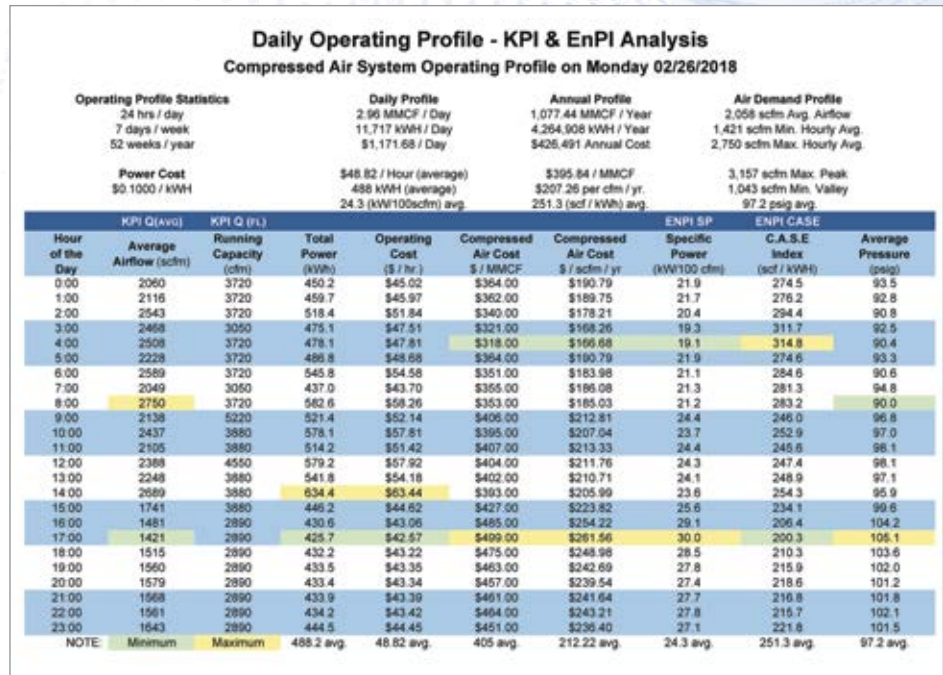 Daily Operating Profile - KPI & EnPI Analysis
Compressed Air System Operating Profile on Monday 02/26/2018
Operating Profile Statistics Daily Profile Annual Profile Air Demand Profile
24 hrs / day 2.96 MMCF / Day 1,077.44 MMCF / Year 2,058 scfm Avg. Airflow
7 days / week 11,717 kWH / Day 4,264,908 kWH / Year 1,421 scfm Min. Hourly Avg.
52 weeks / year $1,171.68 / Day $426,491 Annual Cost 2,750 scfm Max. Hourly Avg.
Power Cost $48.82 / Hour (average) $395.84 / MMCF 3,157 scfm Max. Peak
$0.1000 / kWH 488 kWH (average) $207.26 per cfm / yr. 1,043 scfm Min. Valley
24.3 (kW/100scfm) avg. 251.3 (scf / kWh) avg. 97.2 psig avg.
KPI Q(AVG) KPI Q (FL) ENPI SP ENPI CASE
Hour of the Day Average Airflow (scfm) Running Capacity (cfm) Total Power (kWh) Operating Cost ($ / hr.) Compressed Air Cost $ / MMCF Compressed Air Cost $ / scfm / yr Specific Power (kW/100 cfm) C.A.S.E Index (scf / kWH) Average Pressure (psig)
0:00 2060 3720 450.2 $45.02 $364.00 $190.79 21.9 274.5 93.5
1:00 2116 3720 459.7 $45.97 $362.00 $189.75 21.7 276.2 92.8
2:00 2543 3720 518.4 $51.84 $340.00 $178.21 20.4 294.4 90.8
3:00 2468 3050 475.1 $47.51 $321.00 $168.26 19.3 311.7 92.5
4:00 2508 3720 478.1 $47.81 $318.00 $166.68 19.1 314.8 90.4
5:00 2228 3720 486.8 $48.68 $364.00 $190.79 21.9 274.6 93.3
6:00 2589 3720 545.8 $54.58 $351.00 $183.98 21.1 284.6 90.6
7:00 2049 3050 437.0 $43.70 $355.00 $186.08 21.3 281.3 94.8
8:00 2750 3720 582.6 $58.26 $353.00 $185.03 21.2 283.2 90.0
9:00 2138 5220 521.4 $52.14 $406.00 $212.81 24.4 246.0 96.8
10:00 2437 3880 578.1 $57.81 $395.00 $207.04 23.7 252.9 97.0
11:00 2105 3880 514.2 $51.42 $407.00 $213.33 24.4 245.6 98.1
12:00 2388 4550 579.2 $57.92 $404.00 $211.76 24.3 247.4 98.1
13:00 2248 3880 541.8 $54.18 $402.00 $210.71 24.1 248.9 97.1
14:00 2689 3880 634.4 $63.44 $393.00 $205.99 23.6 254.3 95.9
15:00 1741 3880 446.2 $44.62 $427.00 $223.82 25.6 234.1 99.6
16:00 1481 2890 430.6 $43.06 $485.00 $254.22 29.1 206.4 104.2
17:00 1421 2890 425.7 $42.57 $499.00 $261.56 30.0 200.3 105.1
18:00 1515 2890 432.2 $43.22 $475.00 $248.98 28.5 210.3 103.6
19:00 1560 2890 433.5 $43.35 $463.00 $242.69 27.8 215.9 102.0
20:00 1579 2890 433.4 $43.34 $457.00 $239.54 27.4 218.6 101.2
21:00 1568 2890 433.9 $43.39 $461.00 $241.64 27.7 216.8 101.8
22:00 1561 2890 434.2 $43.42 $464.00 $243.21 27.8 215.7 102.1
23:00 1643 2890 444.5 $44.45 $451.00 $236.40 27.1 221.8 101.5
NOTE: Minimum Maximum 488.2 avg. 48.82 avg. 405 avg. 212.22 avg. 24.3 avg. 251.3 avg. 97.2 avg.